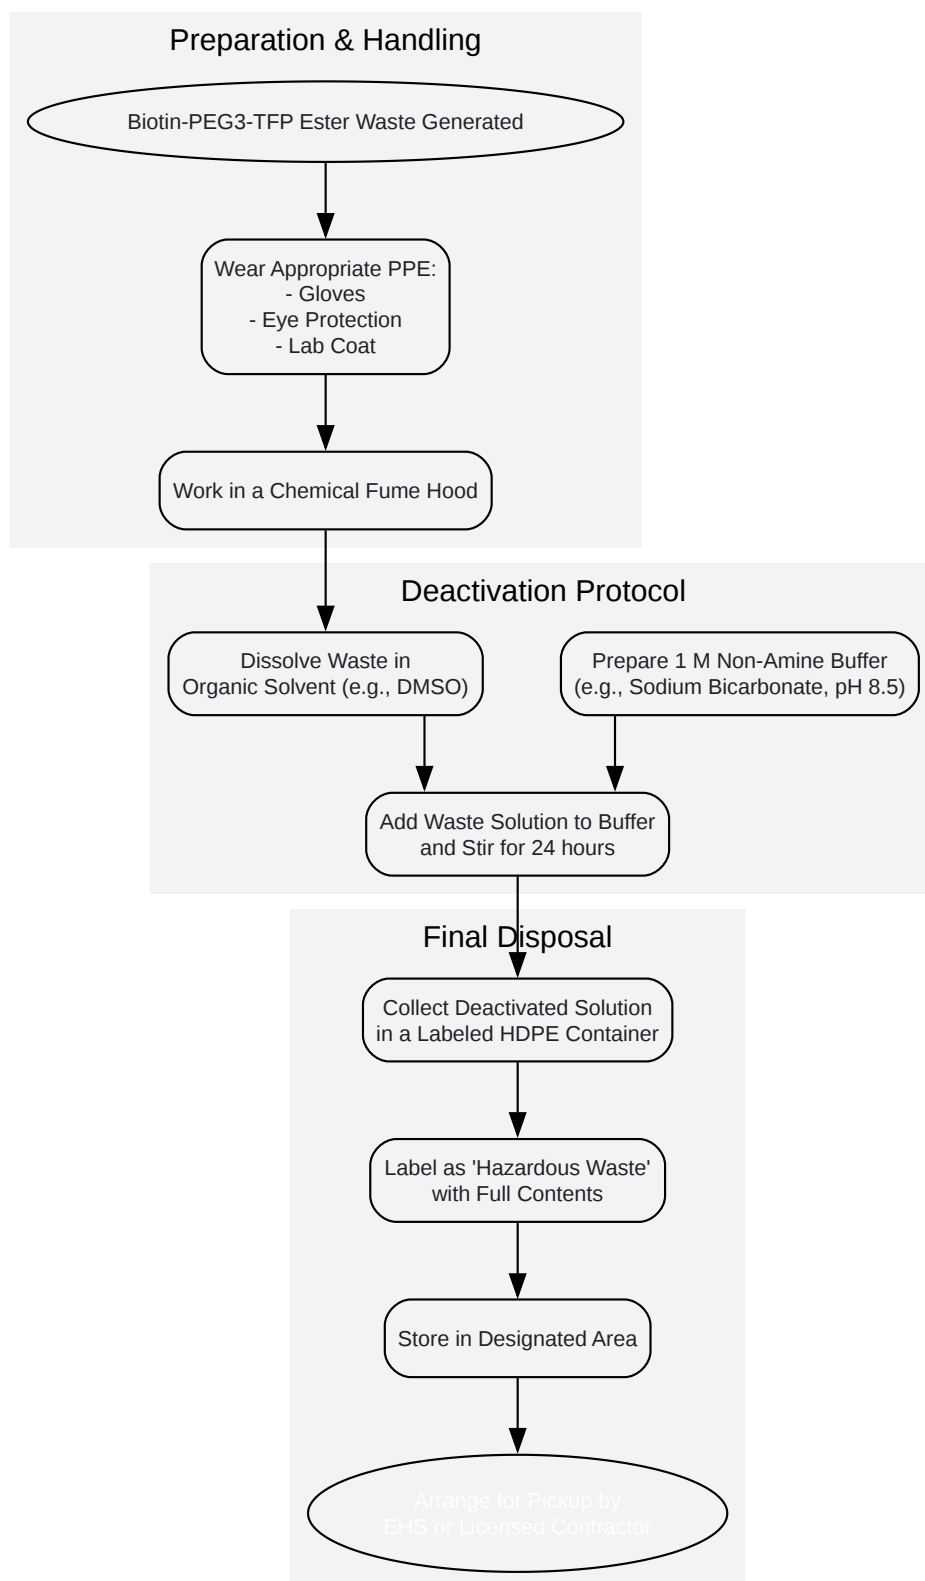 Preparation & Handling
Biotin-PEG3-TFP Ester Waste Generated
Wear Appropriate PPE:
- Gloves
- Eye Protection
- Lab Coat
Work in a Chemical Fume Hood
Deactivation Protocol
Dissolve Waste in
Organic Solvent (e.g., DMSO)
Prepare 1 M Non-Amine Buffer
(e.g., Sodium Bicarbonate, pH 8.5)
Add Waste Solution to Buffer
and Stir for 24 hours
Final Disposal
Collect Deactivated Solution
in a Labeled HDPE Container
Label as 'Hazardous Waste'
with Full Contents
Store in Designated Area
Arrange for Pickup by
EHS or Licensed Contractor